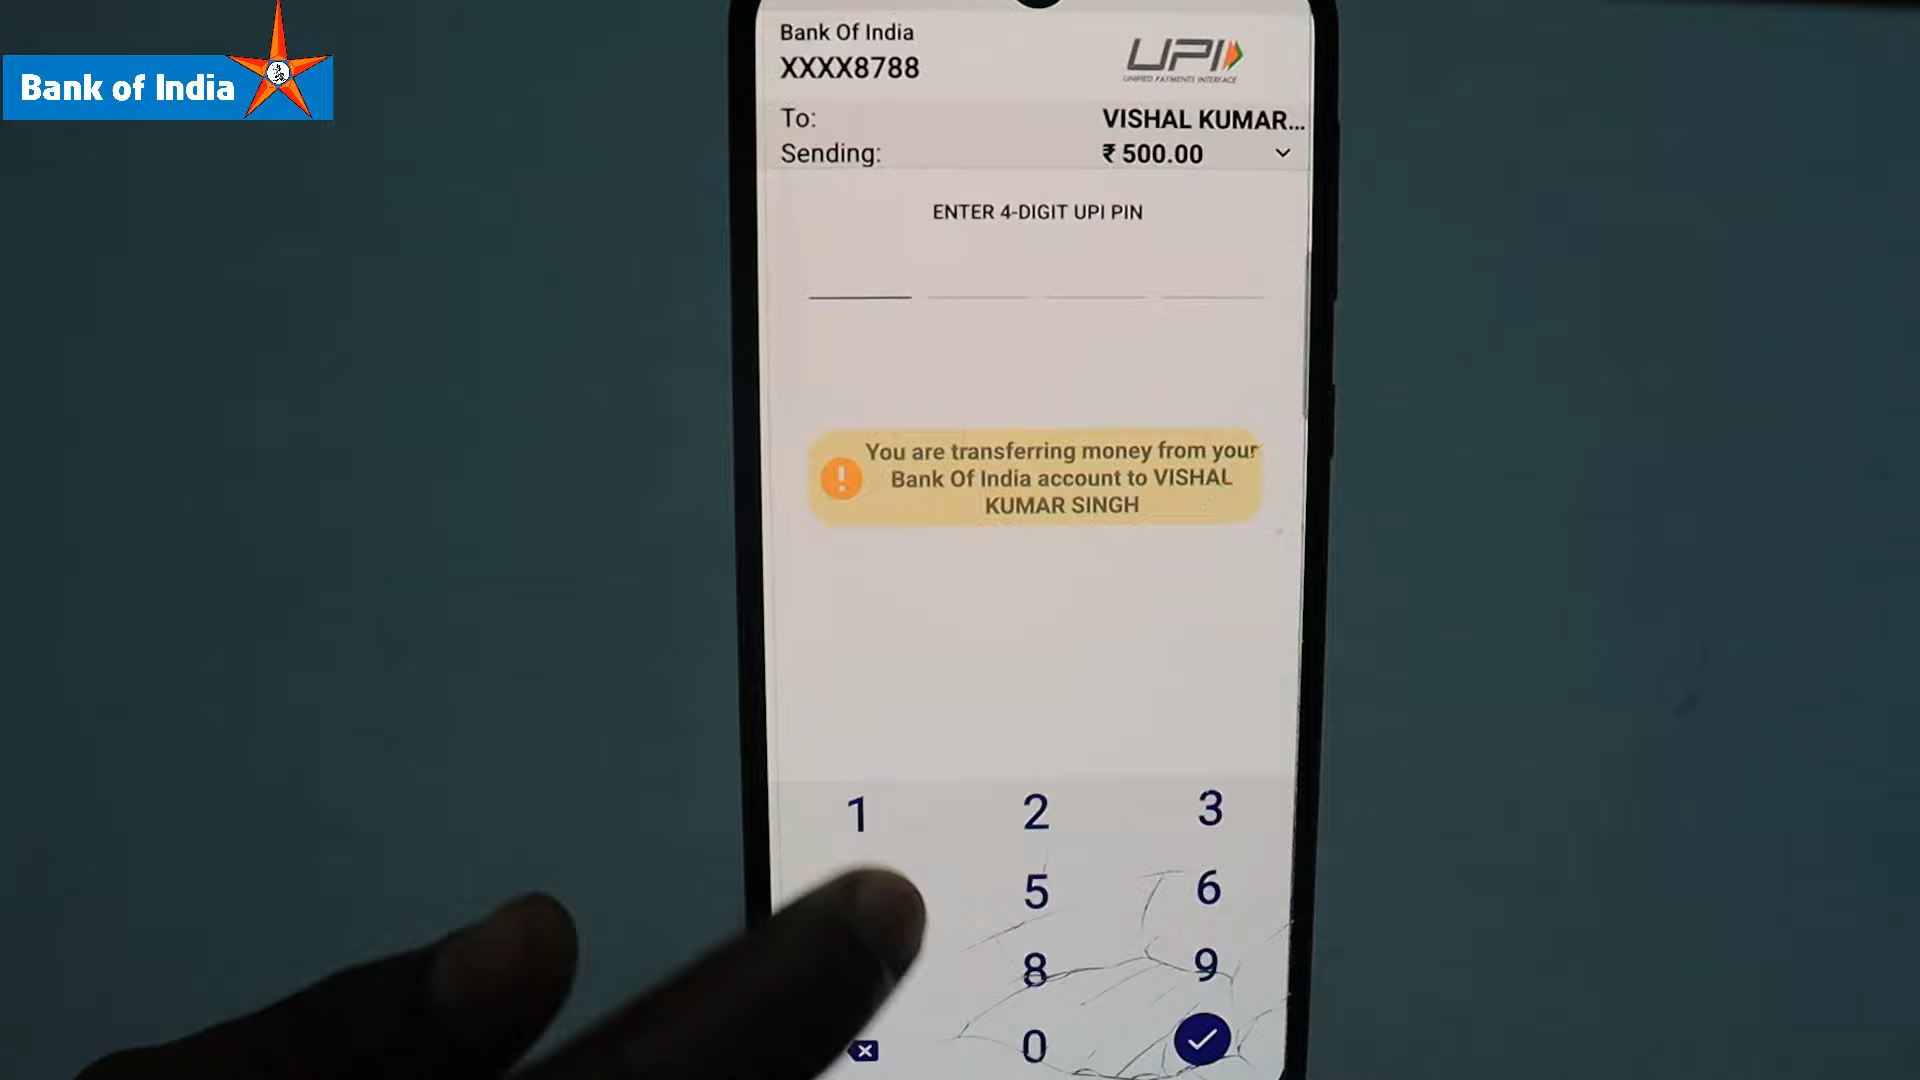 Bank of India
Bank Of India
XXXX8788
UPI
UNIFIED PAYMENTS INTERFACE
To: VISHAL KUMAR...
Sending: ₹ 500.00
ENTER 4-DIGIT UPI PIN
You are transferring money from your
Bank Of India account to VISHAL
KUMAR SINGH
1 2 3
5 6
8 9
0